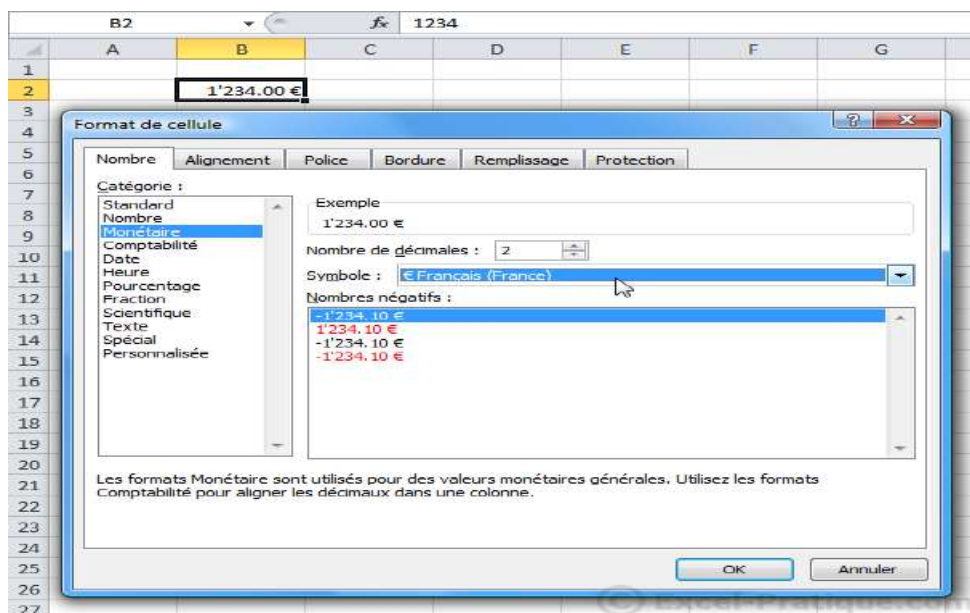 B2 fx 1234
A B C D E F G
1
2 1'234.00 €
3
4 Format de cellule
5
6 Nombre Alignement Police Bordure Remplissage Protection
7 Catégorie :
8 Standard Exemple
9 Nombre 1'234.00 €
Monétaire
10 Comptabilité Nombre de décimales : 2
Date
11 Heure Symbole : € Français (France)
Pourcentage
12 Fraction Nombres négatifs :
13 Scientifique -1'234.10 €
Texte 1'234.10 €
14 Spécial -1'234.10 €
15 Personnalisée -1'234.10 €
16
17
18
19
20
21 Les formats Monétaire sont utilisés pour des valeurs monétaires générales. Utilisez les formats
Comptabilité pour aligner les décimaux dans une colonne.
22
23
24
25 OK Annuler
26
© Excel-Pratique.com
27